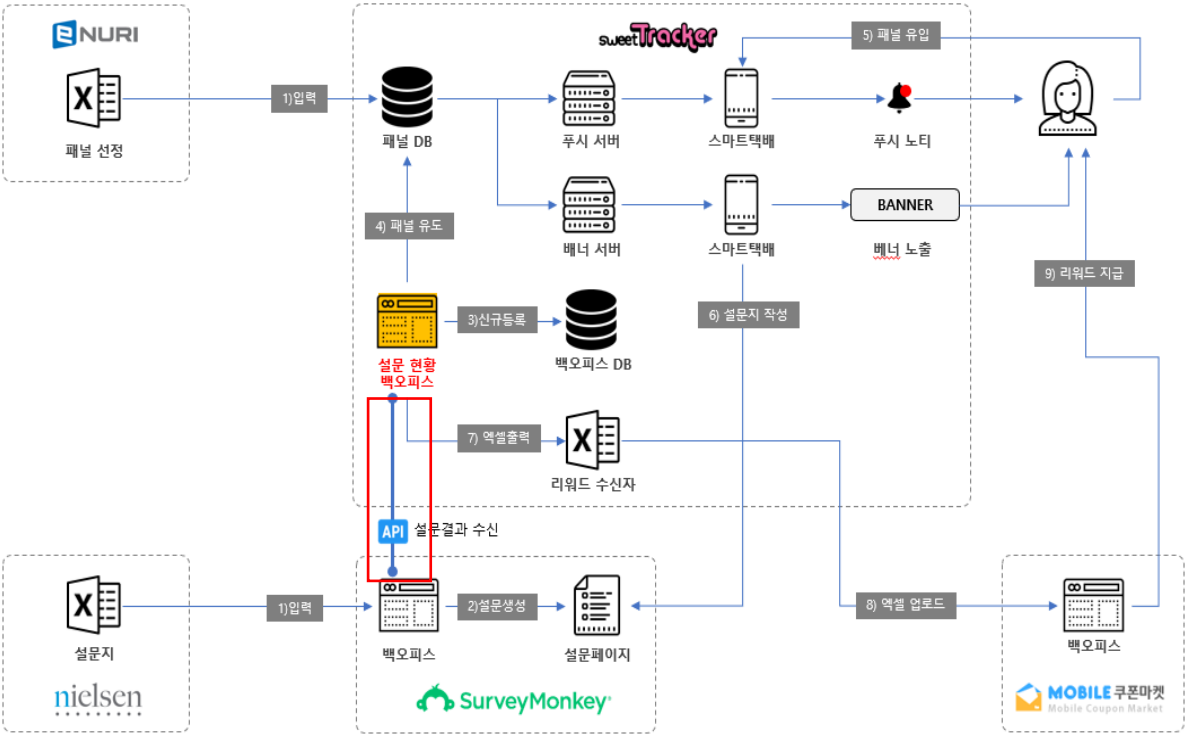 eNURI
sweetTracker
5) 패널 유입
1)입력
패널 선정
패널 DB
푸시 서버
스마트택배
푸시 노티
BANNER
4) 패널 유도
배너 서버
스마트택배
베너 노출
9) 리워드 지급
3)신규등록
6) 설문지 작성
설문 현황
백오피스
백오피스 DB
7) 엑셀출력
리워드 수신자
API
설문결과 수신
1)입력
2)설문생성
8) 엑셀 업로드
설문지
백오피스
설문페이지
백오피스
nielsen
SurveyMonkey®
MOBILE 쿠폰마켓
Mobile Coupon Market